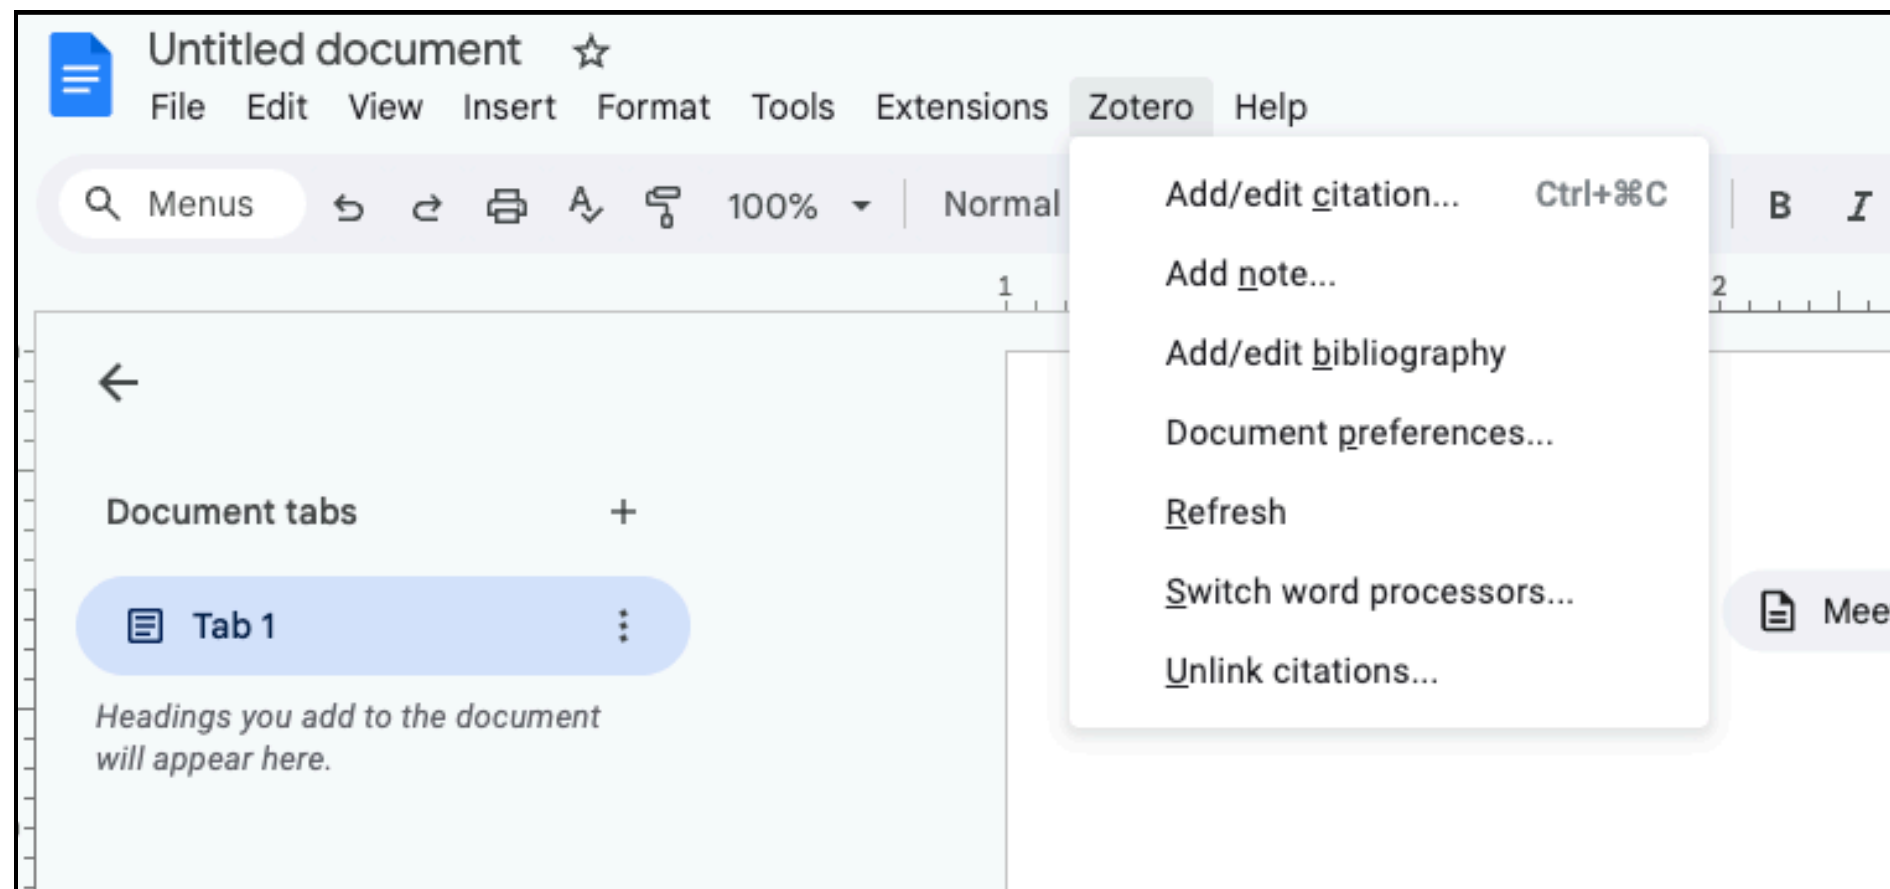 Untitled document
File Edit View Insert Format Tools Extensions Zotero Help
Menus 100% Normal B I
Add/edit citation... Ctrl+⌘C
Add note...
1 2
Add/edit bibliography
Document preferences...
Document tabs
Refresh
Switch word processors...
Tab 1
Mee
Unlink citations...
Headings you add to the document
will appear here.